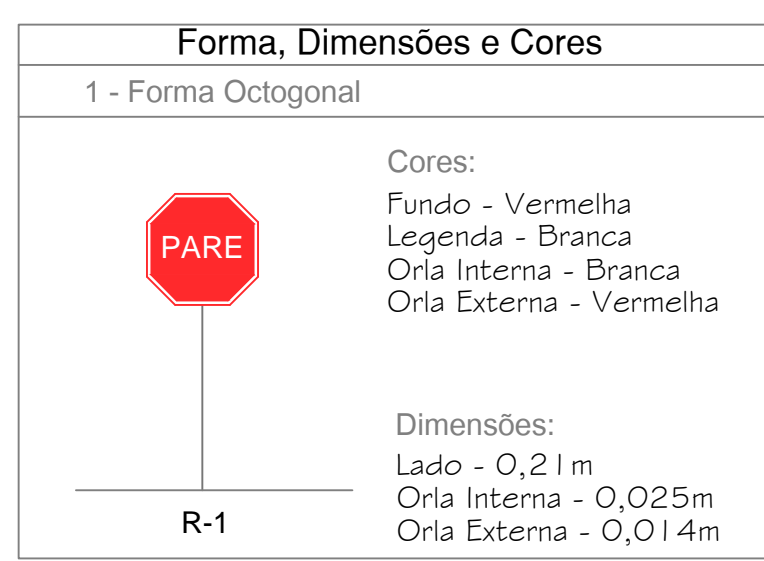 Forma, Dimensões e Cores
1 - Forma Octogonal
Cores:
Fundo - Vermelha
Legenda - Branca
Orla Interna - Branca
Orla Externa - Vermelha
PARE
Dimensões:
Lado - 0,21m
Orla Interna - 0,025m
Orla Externa - 0,014m
R-1